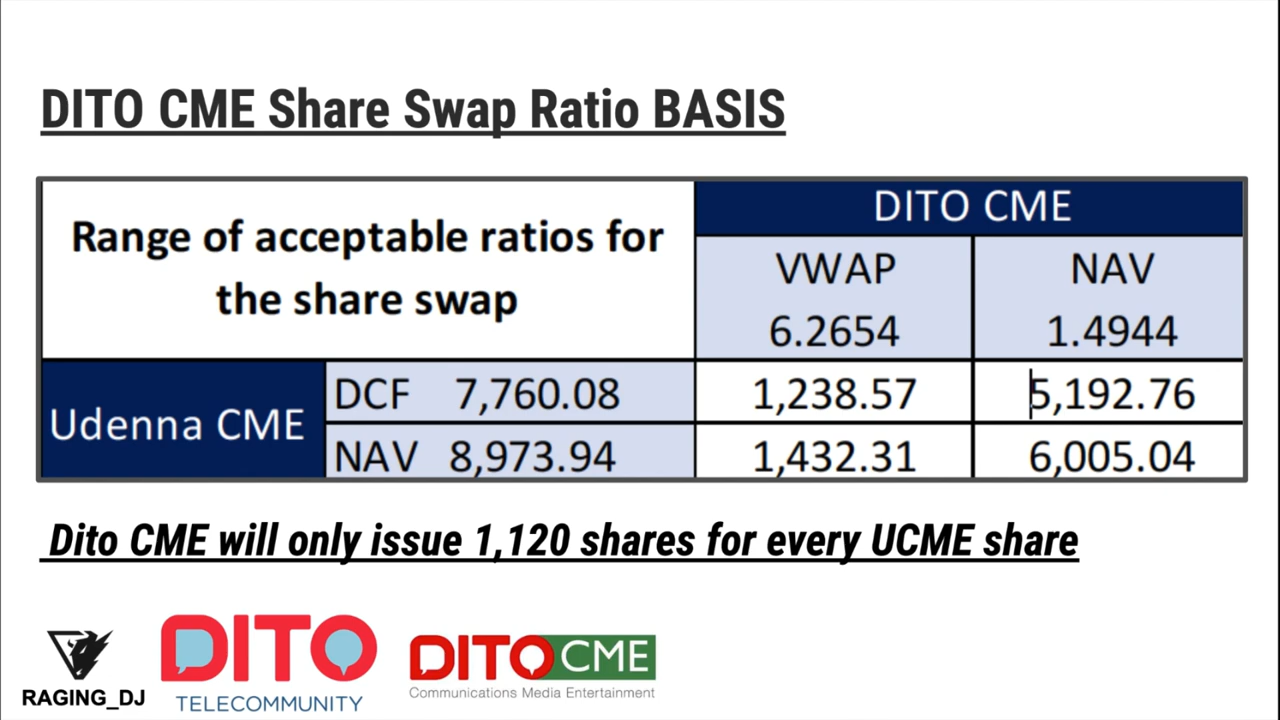 DITO CME Share Swap Ratio BASIS
Range of acceptable ratios for
the share swap
DITO CME
VWAP
6.2654
NAV
1.4944
Udenna CME
DCF 7,760.08 1,238.57 5,192.76
NAV 8,973.94 1,432.31 6,005.04
Dito CME will only issue 1,120 shares for every UCME share
RAGING_DJ
DITO
TELECOMMUNITY
DITO CME
Communications Media Entertainment